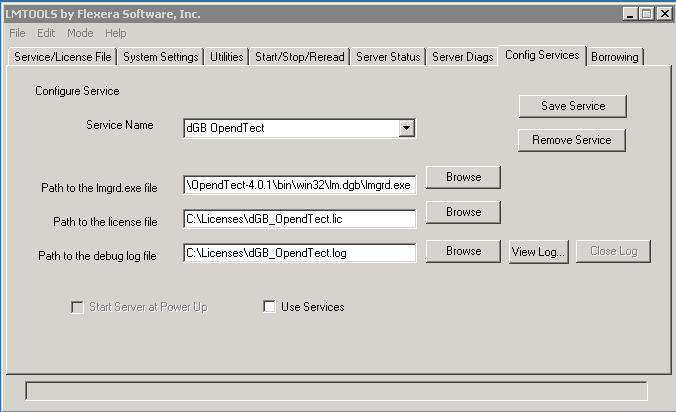 LMTOOLS by Flexera Software, Inc.
File Edit Mode Help
Service/License File System Settings Utilities Start/Stop/Reread Server Status Server Diags Config Services Borrowing
Configure Service
Save Service
Service Name dGB OpendTect
Remove Service
Path to the lmgrd.exe file \OpendTect-4.0.1\bin\win32\lm.dgb\lmgrd.exe Browse
Path to the license file C:\Licenses\dGB_OpendTect.lic Browse
Path to the debug log file C:\Licenses\dGB_OpendTect.log Browse View Log... Close Log
Start Server at Power Up Use Services